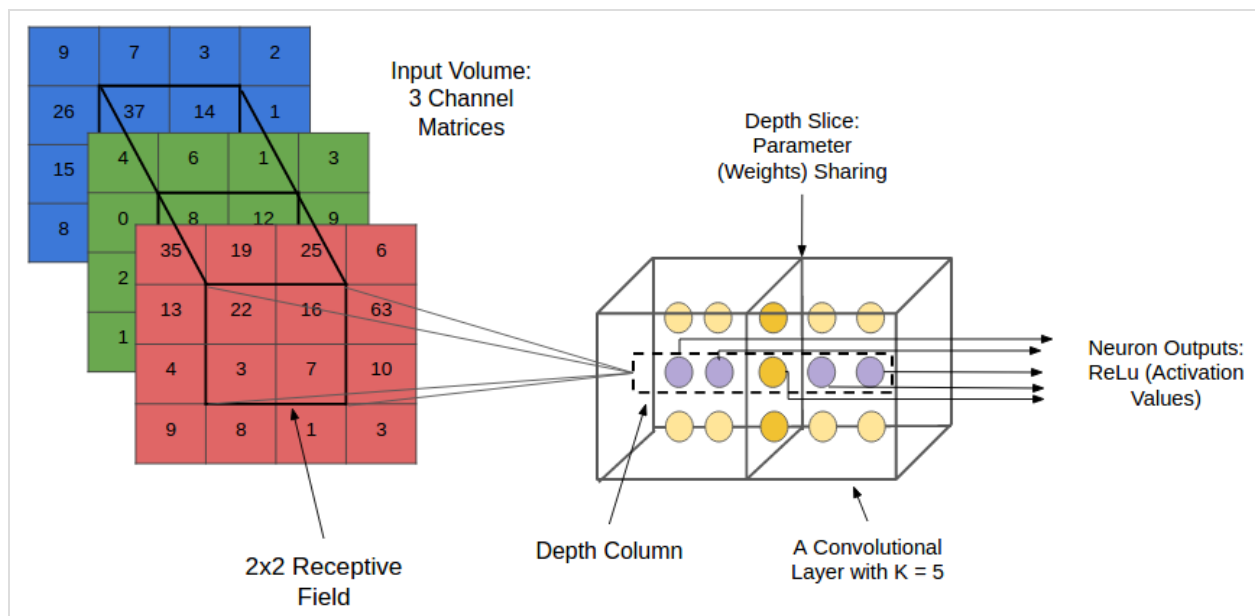 9 7 3 2
26 37 14 1
15
8
4 6 1 3
0 8 12 9
2
1
35 19 25 6
13 22 16 63
4 3 7 10
9 8 1 3
Input Volume:
3 Channel
Matrices
2x2 Receptive
Field
Depth Slice:
Parameter
(Weights) Sharing
Depth Column
A Convolutional
Layer with K = 5
Neuron Outputs:
ReLu (Activation
Values)